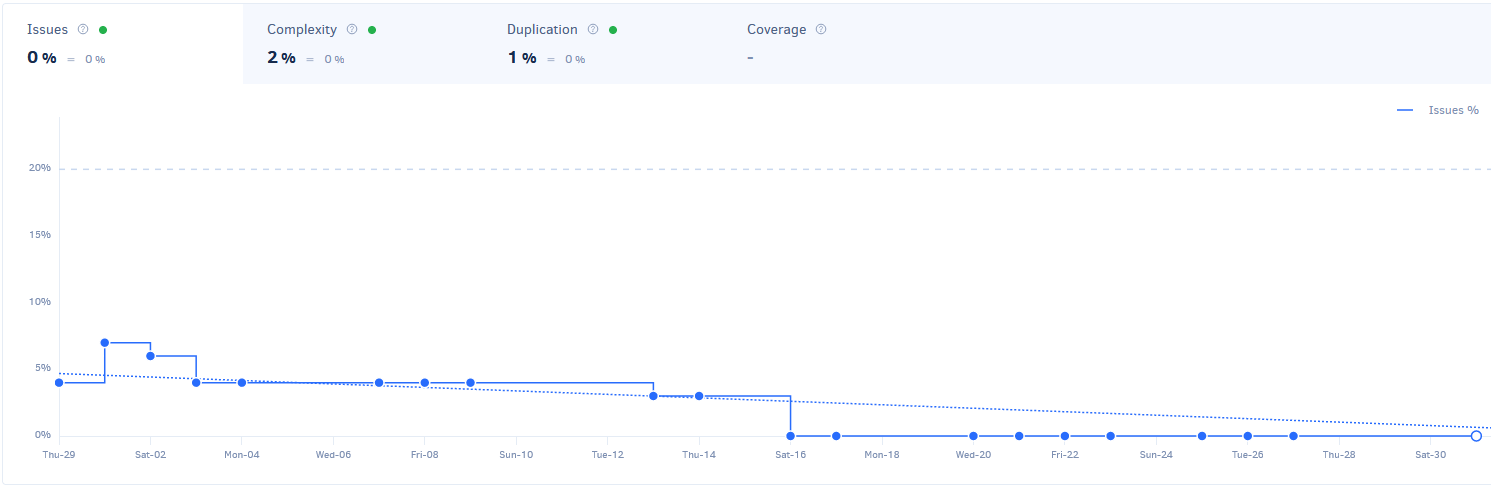 Issues Complexity Duplication Coverage
0 % = 0 % 2 % = 0 % 1 % = 0 % -
Issues %
20%
15%
10%
5%
0%
Thu-29 Sat-02 Mon-04 Wed-06 Fri-08 Sun-10 Tue-12 Thu-14 Sat-16 Mon-18 Wed-20 Fri-22 Sun-24 Tue-26 Thu-28 Sat-30